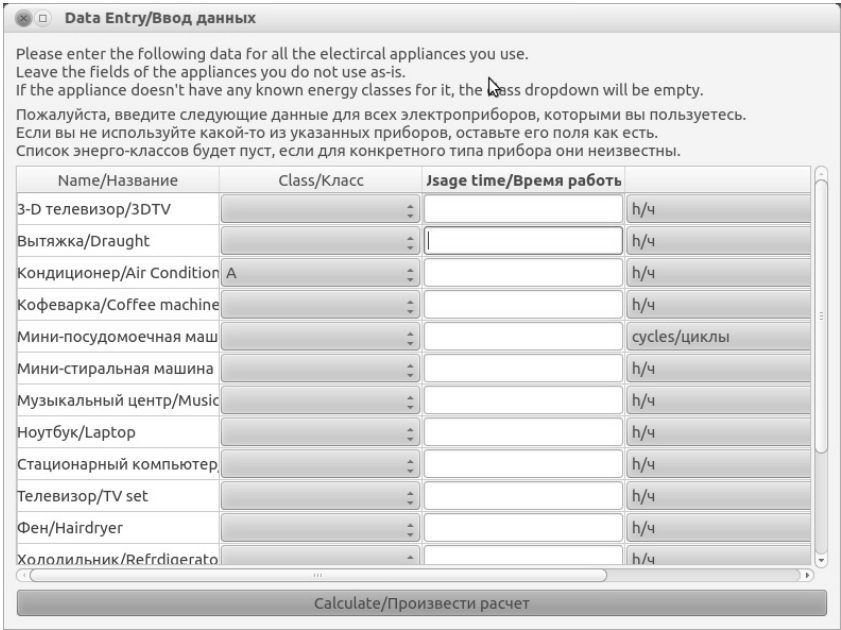 Data Entry/Ввод данных
Please enter the following data for all the electircal appliances you use.
Leave the fields of the appliances you do not use as-is.
If the appliance doesn't have any known energy classes for it, the class dropdown will be empty.
Пожалуйста, введите следующие данные для всех электроприборов, которыми вы пользуетесь.
Если вы не используйте какой-то из указанных приборов, оставьте его поля как есть.
Список энерго-классов будет пуст, если для конкретного типа прибора они неизвестны.
Name/Название Class/Класс Usage time/Время работы
3-D телевизор/3DTV h/ч
Вытяжка/Draught h/ч
Кондиционер/Air Condition A h/ч
Кофеварка/Coffee machine h/ч
Мини-посудомоечная маш cycles/циклы
Мини-стиральная машина h/ч
Музыкальный центр/Music h/ч
Ноутбук/Laptop h/ч
Стационарный компьютер/ h/ч
Телевизор/TV set h/ч
Фен/Hairdryer h/ч
Холодильник/Refrdigerato h/ч
Calculate/Произвести расчет